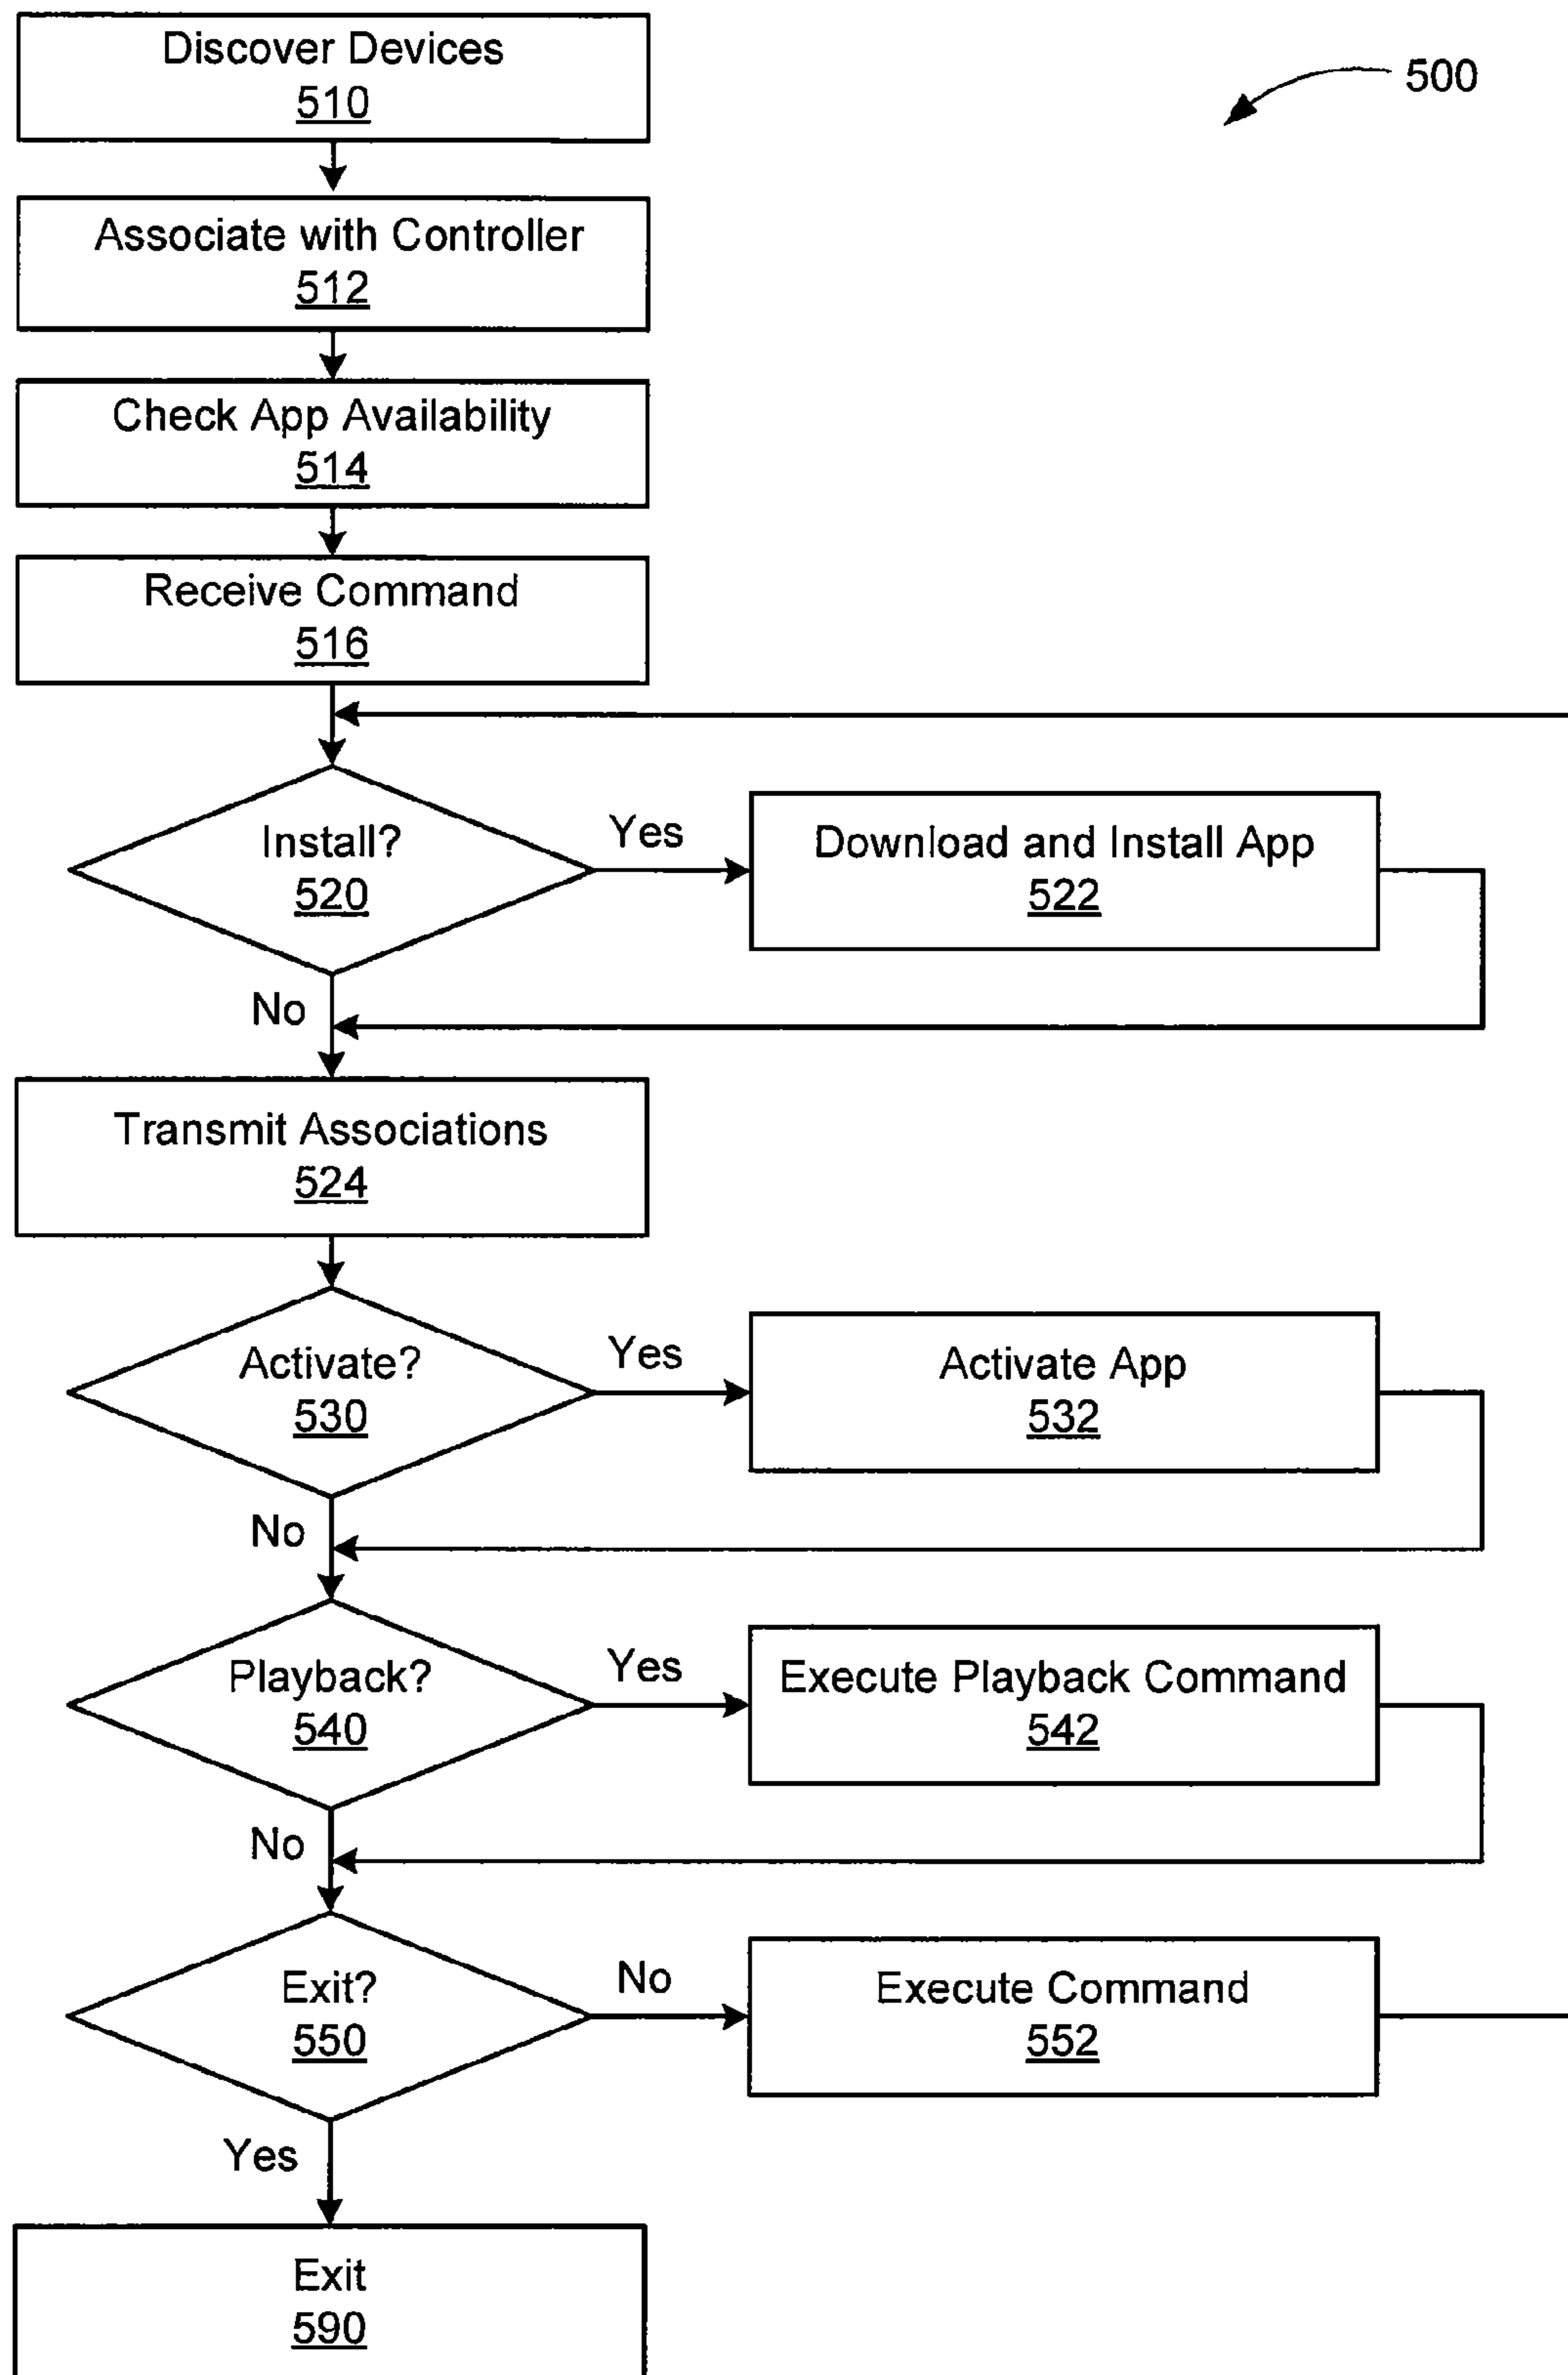 Discover Devices
510
500
Associate with Controller
512
Check App Availability
514
Receive Command
516
Install?
520
Yes
Download and Install App
522
No
Transmit Associations
524
Activate?
530
Yes
Activate App
532
No
Playback?
540
Yes
Execute Playback Command
542
No
Exit?
550
No
Execute Command
552
Yes
Exit
590